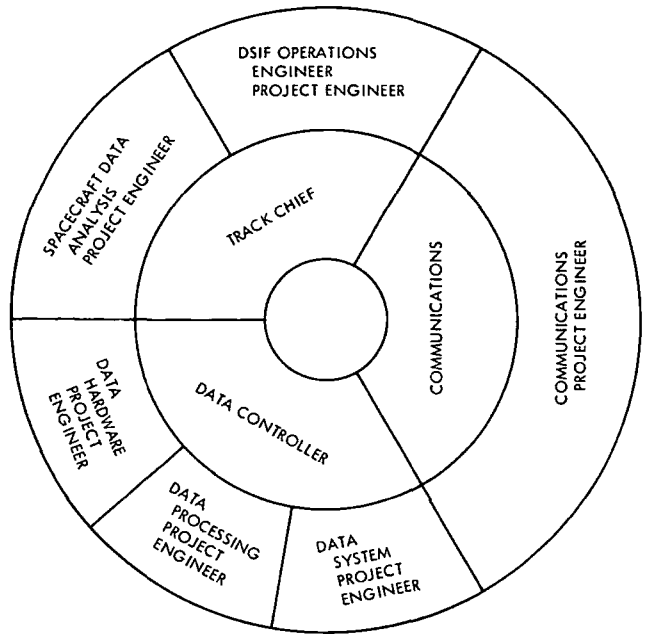 DSIF OPERATIONS
ENGINEER
PROJECT ENGINEER
SPACECRAFT DATA
ANALYSIS
PROJECT ENGINEER
TRACK CHIEF
COMMUNICATIONS
COMMUNICATIONS
PROJECT ENGINEER
DATA CONTROLLER
DATA
HARDWARE
PROJECT
ENGINEER
DATA
PROCESSING
PROJECT
ENGINEER
DATA
SYSTEM
PROJECT
ENGINEER